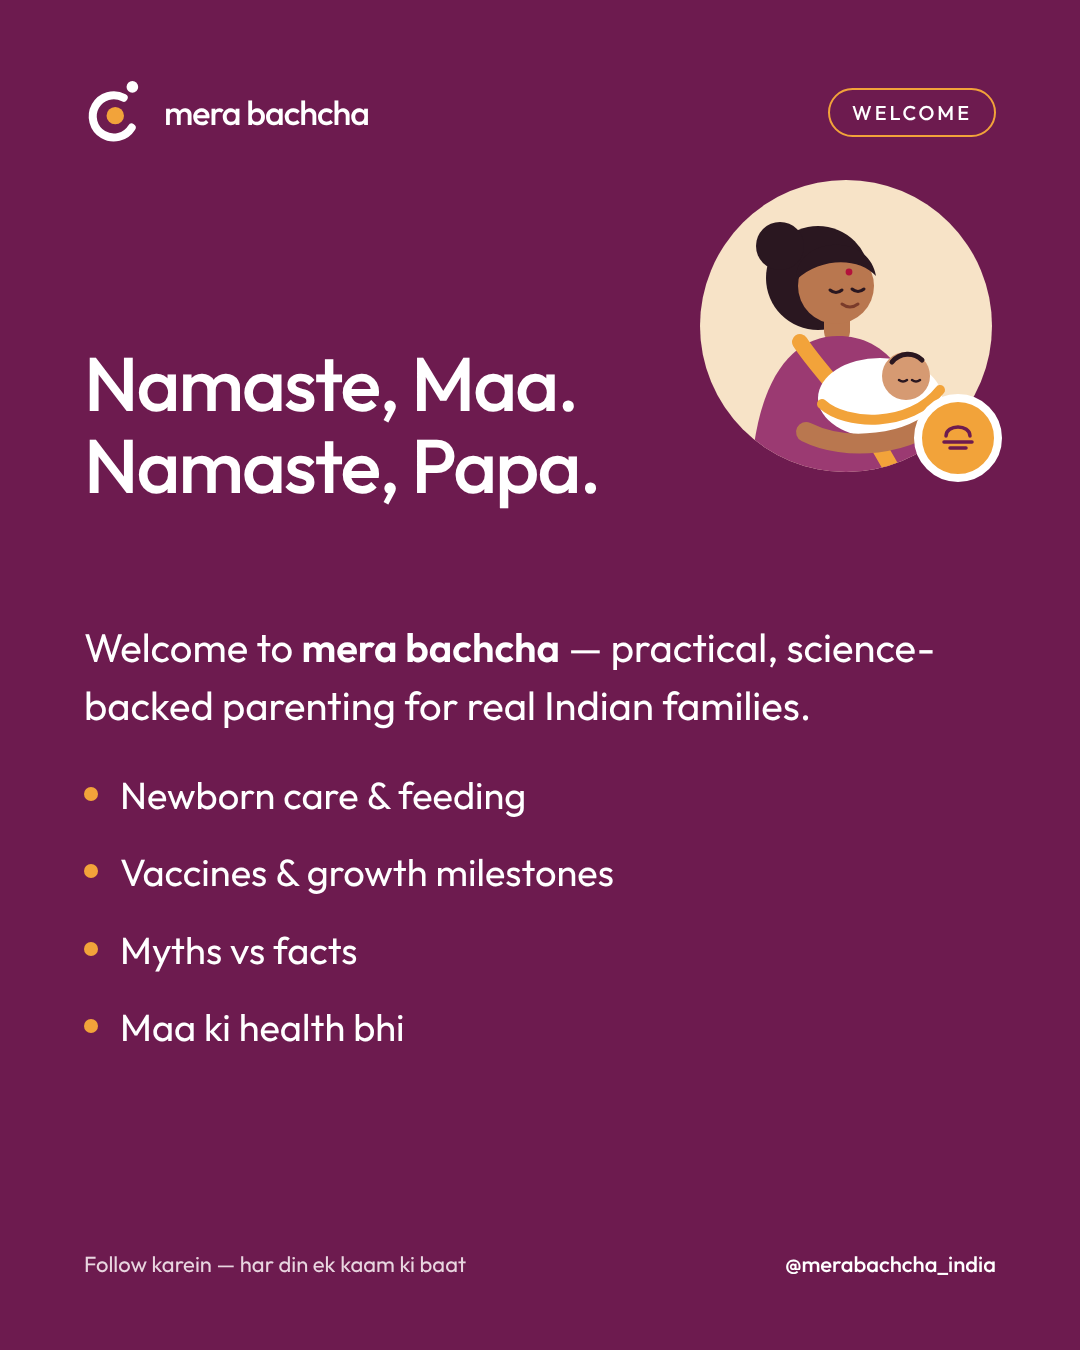 mera bachcha
WELCOME
Namaste, Maa.
Namaste, Papa.
Welcome to mera bachcha — practical, science-
backed parenting for real Indian families.
Newborn care & feeding
Vaccines & growth milestones
Myths vs facts
Maa ki health bhi
Follow karein — har din ek kaam ki baat
@merabachcha_india